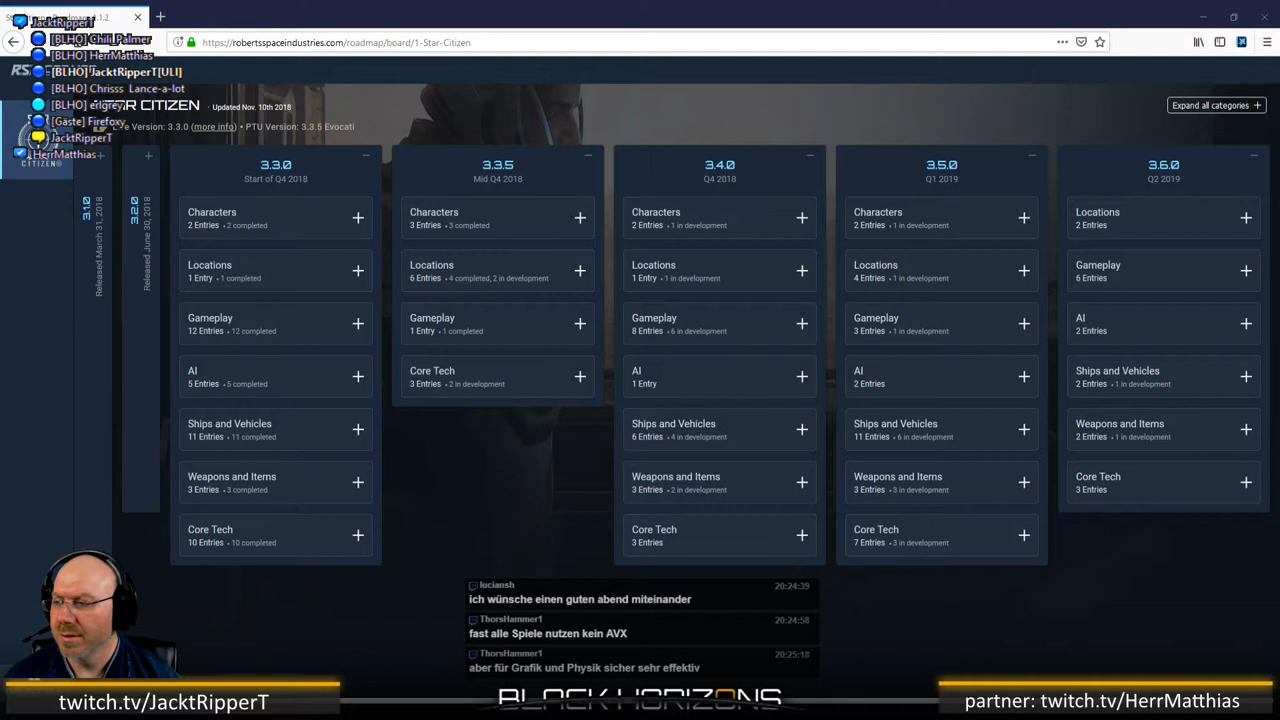 JacktRipperT
[BLHO] Chili_Palmer
[BLHO] HerrMatthias
[BLHO] JacktRipperT[ULI]
[BLHO] Chrisss_Lance-a-lot
[BLHO] erlgrey
[Gäste] Firefoxy
JacktRipperT
HerrMatthias
https://robertsspaceindustries.com/roadmap/board/1-Star-Citizen
STAR CITIZEN • Updated Nov. 10th 2018
Live Version: 3.3.0 (more info) • PTU Version: 3.3.5 Evocati
Expand all categories +
3.1.0
Released March 31, 2018
3.2.0
Released June 30, 2018
3.3.0
Start of Q4 2018
Characters
2 Entries • 2 completed
Locations
1 Entry • 1 completed
Gameplay
12 Entries • 12 completed
AI
5 Entries • 5 completed
Ships and Vehicles
11 Entries • 11 completed
Weapons and Items
3 Entries • 3 completed
Core Tech
10 Entries • 10 completed
3.3.5
Mid Q4 2018
Characters
3 Entries • 3 completed
Locations
6 Entries • 4 completed, 2 in development
Gameplay
1 Entry • 1 completed
Core Tech
3 Entries • 2 in development
3.4.0
Q4 2018
Characters
2 Entries • 1 in development
Locations
1 Entry • 1 in development
Gameplay
8 Entries • 6 in development
AI
1 Entry
Ships and Vehicles
6 Entries • 4 in development
Weapons and Items
3 Entries • 2 in development
Core Tech
3 Entries
3.5.0
Q1 2019
Characters
2 Entries • 1 in development
Locations
4 Entries • 1 in development
Gameplay
3 Entries • 1 in development
AI
2 Entries
Ships and Vehicles
11 Entries • 6 in development
Weapons and Items
3 Entries • 3 in development
Core Tech
7 Entries • 3 in development
3.6.0
Q2 2019
Locations
2 Entries
Gameplay
6 Entries
AI
2 Entries
Ships and Vehicles
2 Entries • 1 in development
Weapons and Items
2 Entries • 1 in development
Core Tech
3 Entries
luciansh 20:24:39
ich wünsche einen guten abend miteinander
ThorsHammer1 20:24:58
fast alle Spiele nutzen kein AVX
ThorsHammer1 20:25:18
aber für Grafik und Physik sicher sehr effektiv
BLACK HORIZONS
twitch.tv/JacktRipperT
partner: twitch.tv/HerrMatthias